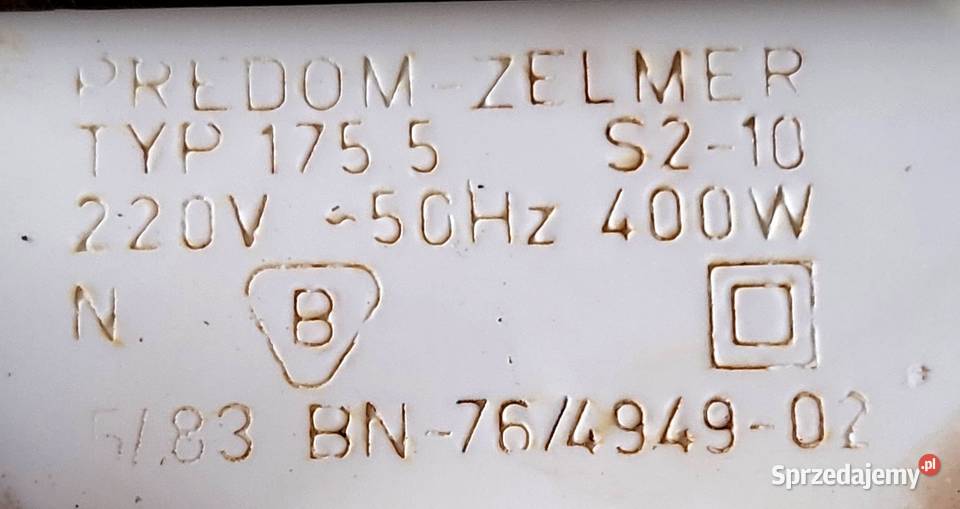 PREDOM-ZELMER
TYP 175.5 S2-10
220V ~50Hz 400W
N. B
5/83 BN-76/4949-02
Sprzedajemy.pl